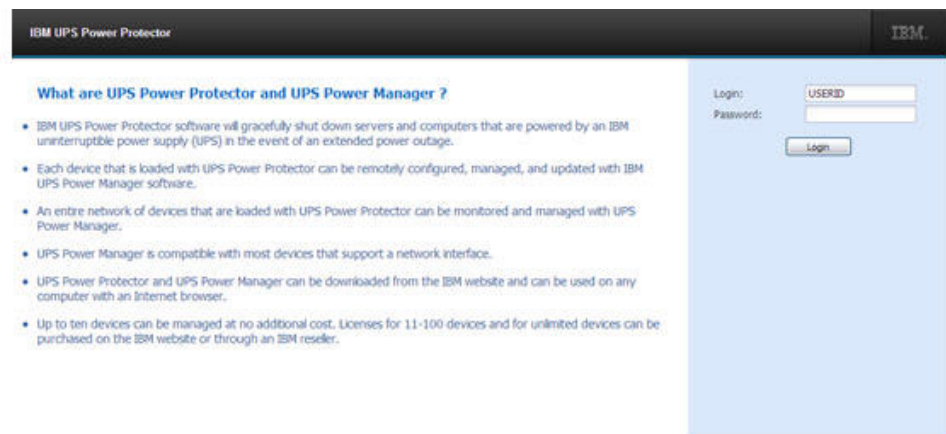 IBM UPS Power Protector
IBM.
What are UPS Power Protector and UPS Power Manager ?
• IBM UPS Power Protector software will gracefully shut down servers and computers that are powered by an IBM
uninterruptible power supply (UPS) in the event of an extended power outage.
• Each device that is loaded with UPS Power Protector can be remotely configured, managed, and updated with IBM
UPS Power Manager software.
• An entire network of devices that are loaded with UPS Power Protector can be monitored and managed with UPS
Power Manager.
• UPS Power Manager is compatible with most devices that support a network interface.
• UPS Power Protector and UPS Power Manager can be downloaded from the IBM website and can be used on any
computer with an Internet browser.
• Up to ten devices can be managed at no additional cost. Licenses for 11-100 devices and for unlimited devices can be
purchased on the IBM website or through an IBM reseller.
Login: USERID
Password:
Login